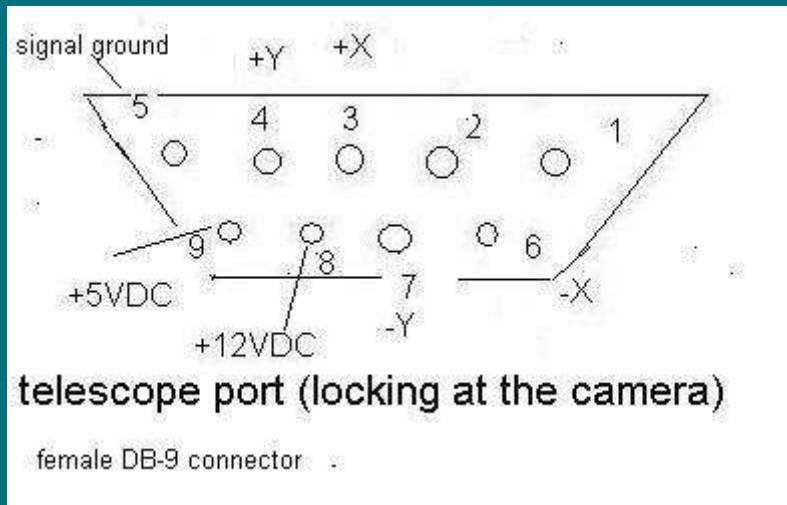 signal ground
+Y +X
5 4 3 2 1
9 8 7 6
+5VDC -X
+12VDC -Y
telescope port (locking at the camera)
female DB-9 connector